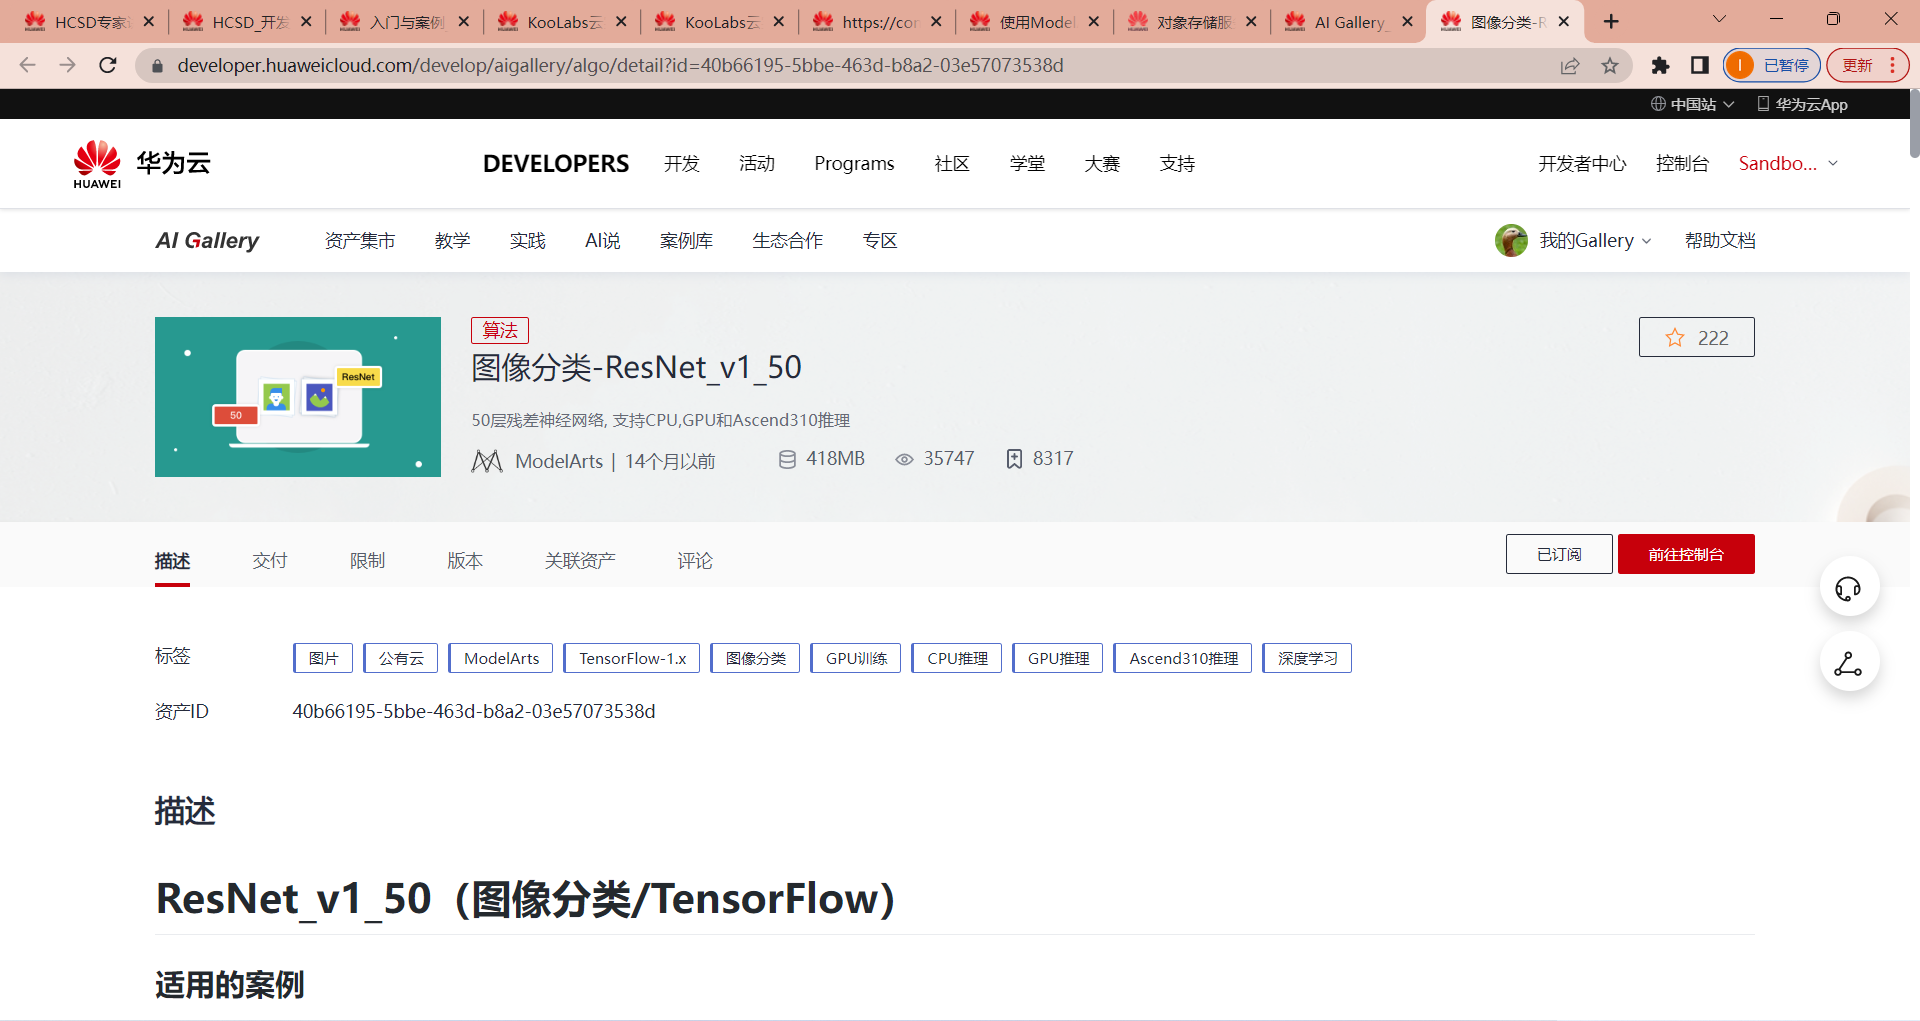 HCSD专家
HCSD_开发
入门与案例
KooLabs云
KooLabs云
https://con
使用Model
对象存储服
AI Gallery_
图像分类-R
developer.huaweicloud.com/develop/aigallery/algo/detail?id=40b66195-5bbe-463d-b8a2-03e57073538d
I 已暂停
更新
中国站
华为云App
HUAWEI
华为云
DEVELOPERS 开发 活动 Programs 社区 学堂 大赛 支持 开发者中心 控制台 Sandbo...
AI Gallery 资产集市 教学 实践 AI说 案例库 生态合作 专区 我的Gallery 帮助文档
ResNet
50
算法
222
图像分类-ResNet_v1_50
50层残差神经网络, 支持CPU,GPU和Ascend310推理
ModelArts | 14个月以前 418MB 35747 8317
描述 交付 限制 版本 关联资产 评论 已订阅 前往控制台
标签 图片 公有云 ModelArts TensorFlow-1.x 图像分类 GPU训练 CPU推理 GPU推理 Ascend310推理 深度学习
资产ID 40b66195-5bbe-463d-b8a2-03e57073538d
描述
ResNet_v1_50（图像分类/TensorFlow）
适用的案例